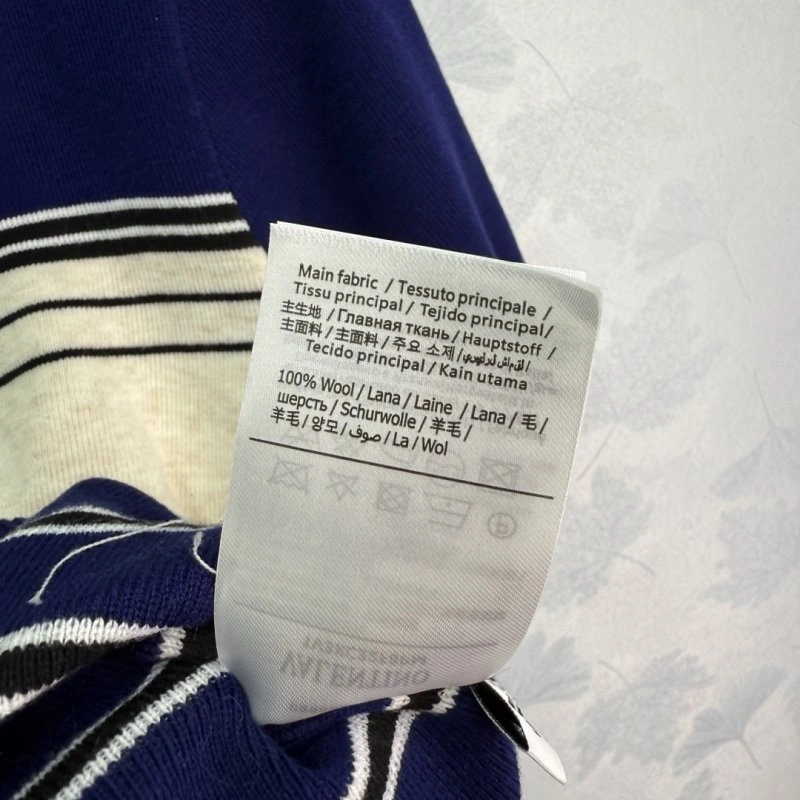 Main fabric / Tessuto principale /
Tissu principal / Tejido principal/
主生地 / Главная ткань / Hauptstoff /
主面料 / 主面料 / 주요 소재 /
Tecido principal / Kain utama
100% Wool / Lana / Laine / Lana / 毛 /
шерсть / Schurwolle / 羊毛 /
羊毛 / 양모 / صوف / La / Wol
VALENTINO